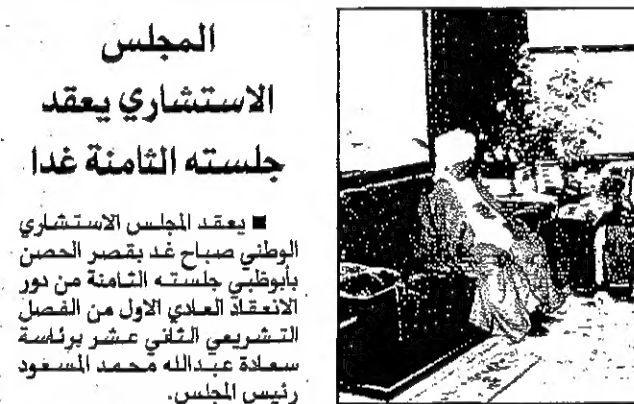 المجلس
الاستشاري يعقد
جلسته الثامنة غدا
■ يعقد المجلس الاستشاري
الوطني صباح غد بقصر الحصن
بأبوظبي جلسته الثامنة من دور
الانعقاد العادي الاول من الفصل
التشريعي الثاني عشر برئاسة
سعادة عبدالله محمد المسعود
رئيس المجلس.